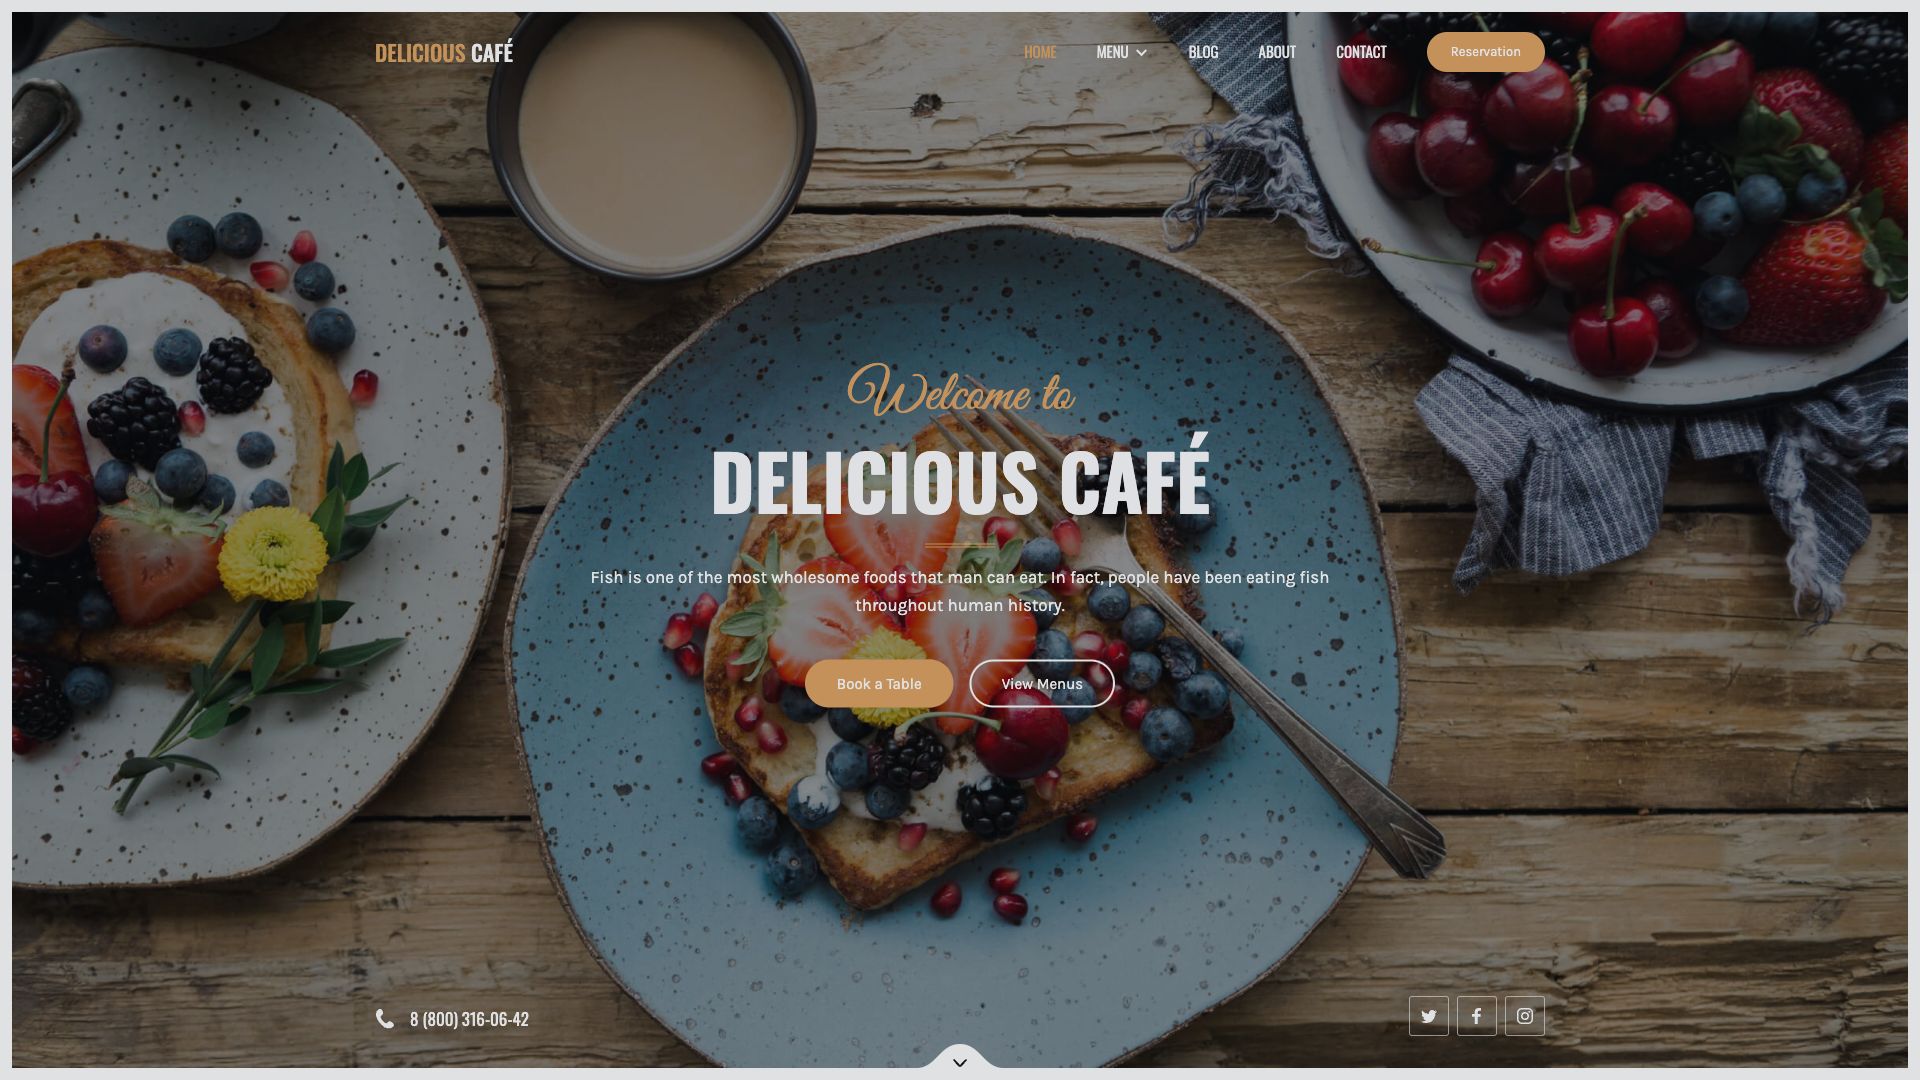 DELICIOUS CAFÉ
HOME MENU BLOG ABOUT CONTACT Reservation
Welcome to
DELICIOUS CAFÉ
Fish is one of the most wholesome foods that man can eat. In fact, people have been eating fish
throughout human history.
Book a Table View Menus
8 (800) 316-06-42